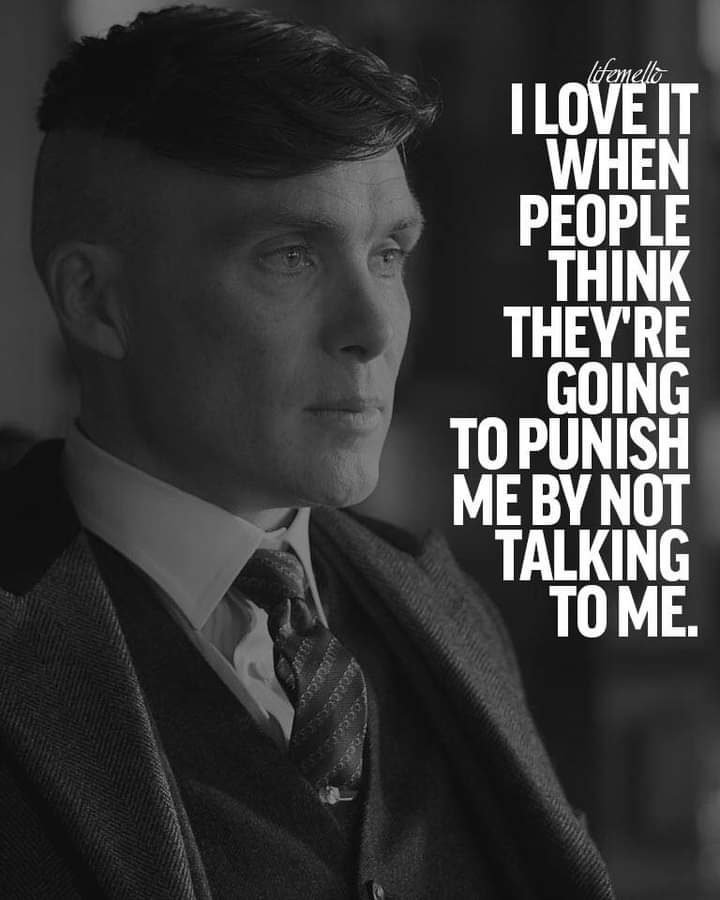 lifemello
I LOVE IT
WHEN
PEOPLE
THINK
THEY'RE
GOING
TO PUNISH
ME BY NOT
TALKING
TO ME.